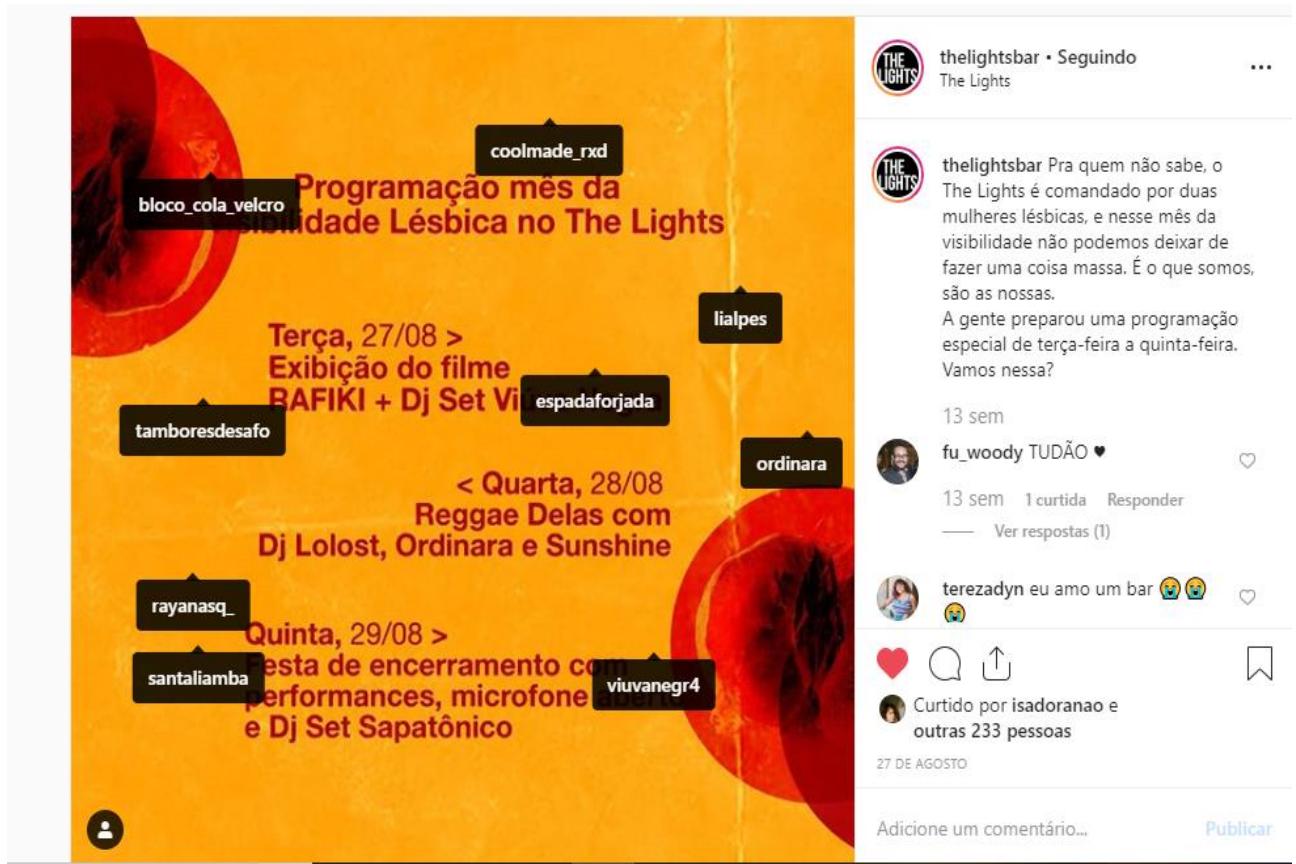 coolmade_rxd
bloco_cola_velcro
Programação mês da
sibilidade Lésbica no The Lights
lialpes
Terça, 27/08 >
Exibição do filme
RAFIKI + Dj Set
espadaforjada
tamboresdesafo
ordinara
< Quarta, 28/08
Reggae Delas com
Dj Lolost, Ordinara e Sunshine
rayanasq_
Quinta, 29/08 >
Festa de encerramento com
santaliamba
viuvanegr4
performances, microfone aberto
e Dj Set Sapatônico
THE LIGHTS
thelightsbar • Seguindo
The Lights
THE LIGHTS
thelightsbar Pra quem não sabe, o
The Lights é comandado por duas
mulheres lésbicas, e nesse mês da
visibilidade não podemos deixar de
fazer uma coisa massa. É o que somos,
são as nossas.
A gente preparou uma programação
especial de terça-feira a quinta-feira.
Vamos nessa?
13 sem
fu_woody TUDÃO ♥
13 sem 1 curtida Responder
Ver respostas (1)
terezadyn eu amo um bar 😭😭
😭
Curtido por isadoranao e
outras 233 pessoas
27 DE AGOSTO
Adicione um comentário... Publicar